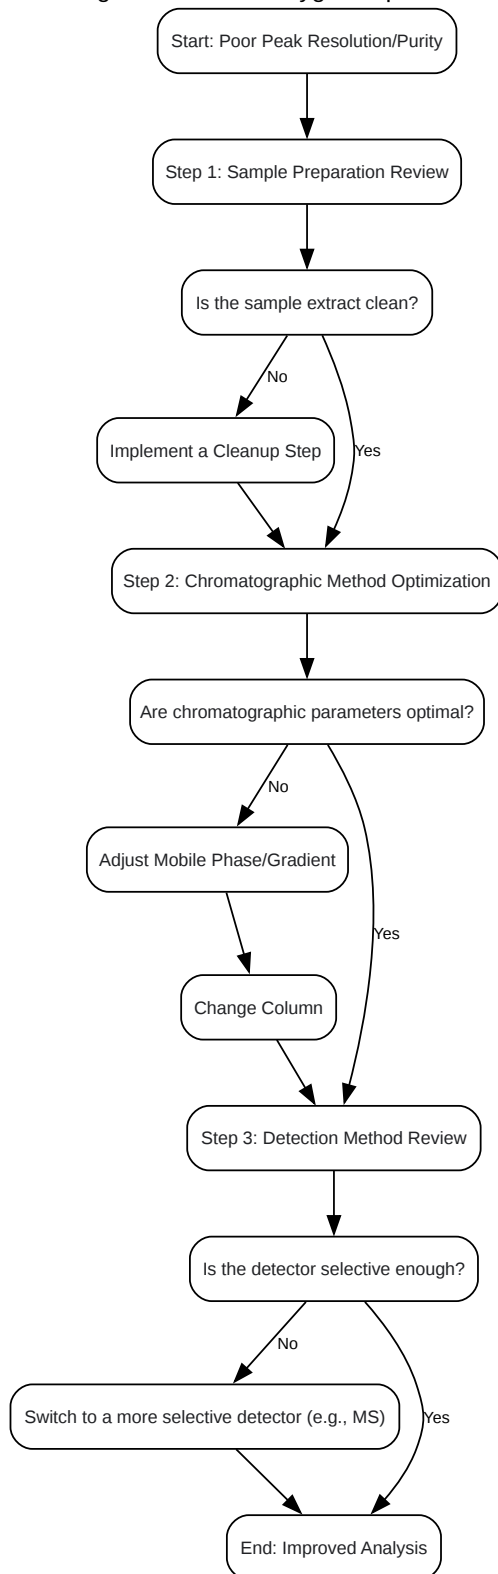 Start: Poor Peak Resolution/Purity
Step 1: Sample Preparation Review
Is the sample extract clean?
No
Implement a Cleanup Step
Yes
Step 2: Chromatographic Method Optimization
Are chromatographic parameters optimal?
No
Adjust Mobile Phase/Gradient
Yes
Change Column
Step 3: Detection Method Review
Is the detector selective enough?
No
Switch to a more selective detector (e.g., MS)
Yes
End: Improved Analysis